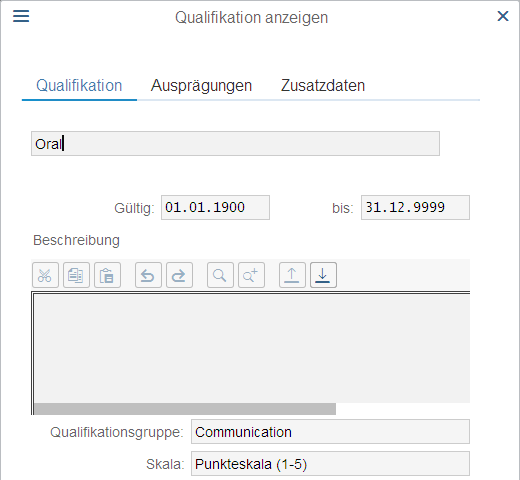 Qualifikation anzeigen
Qualifikation Ausprägungen Zusatzdaten
Oral
Gültig: 01.01.1900 bis: 31.12.9999
Beschreibung
Qualifikationsgruppe: Communication
Skala: Punkteskala (1-5)